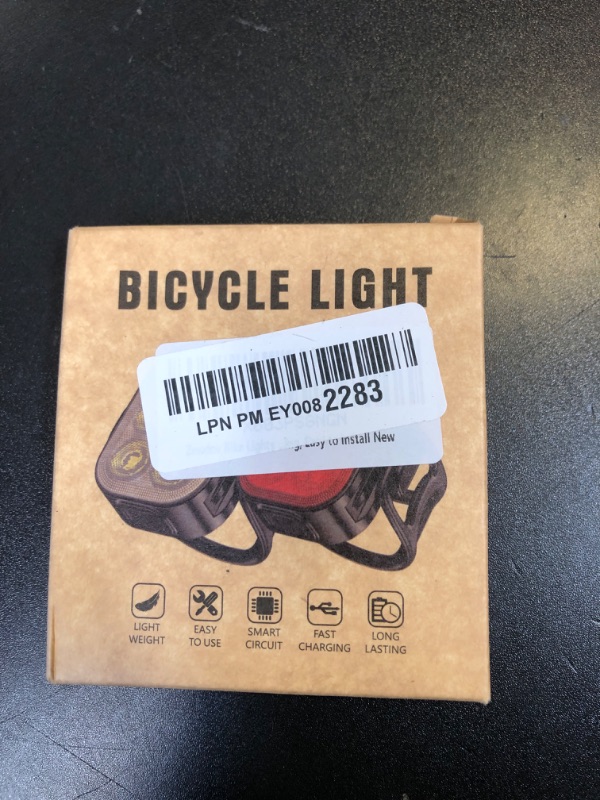 BICYCLE LIGHT
LPN PM EY0082283
Easy to Install New
LIGHT
WEIGHT
EASY
TO USE
SMART
CIRCUIT
FAST
CHARGING
LONG
LASTING